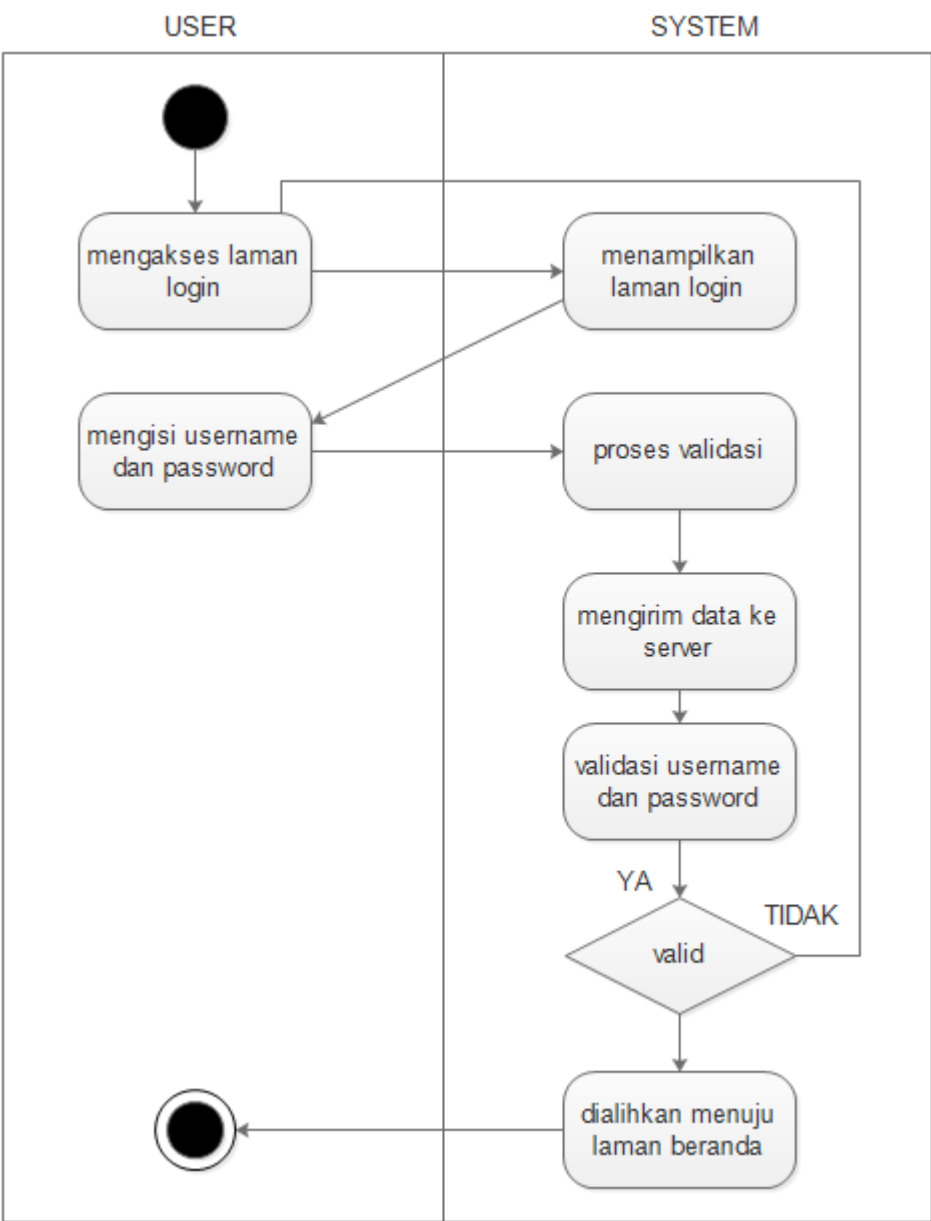 USER
SYSTEM
mengakses laman
login
menampilkan
laman login
mengisi username
dan password
proses validasi
mengirim data ke
server
validasi username
dan password
YA
TIDAK
valid
dialihkan menuju
laman beranda